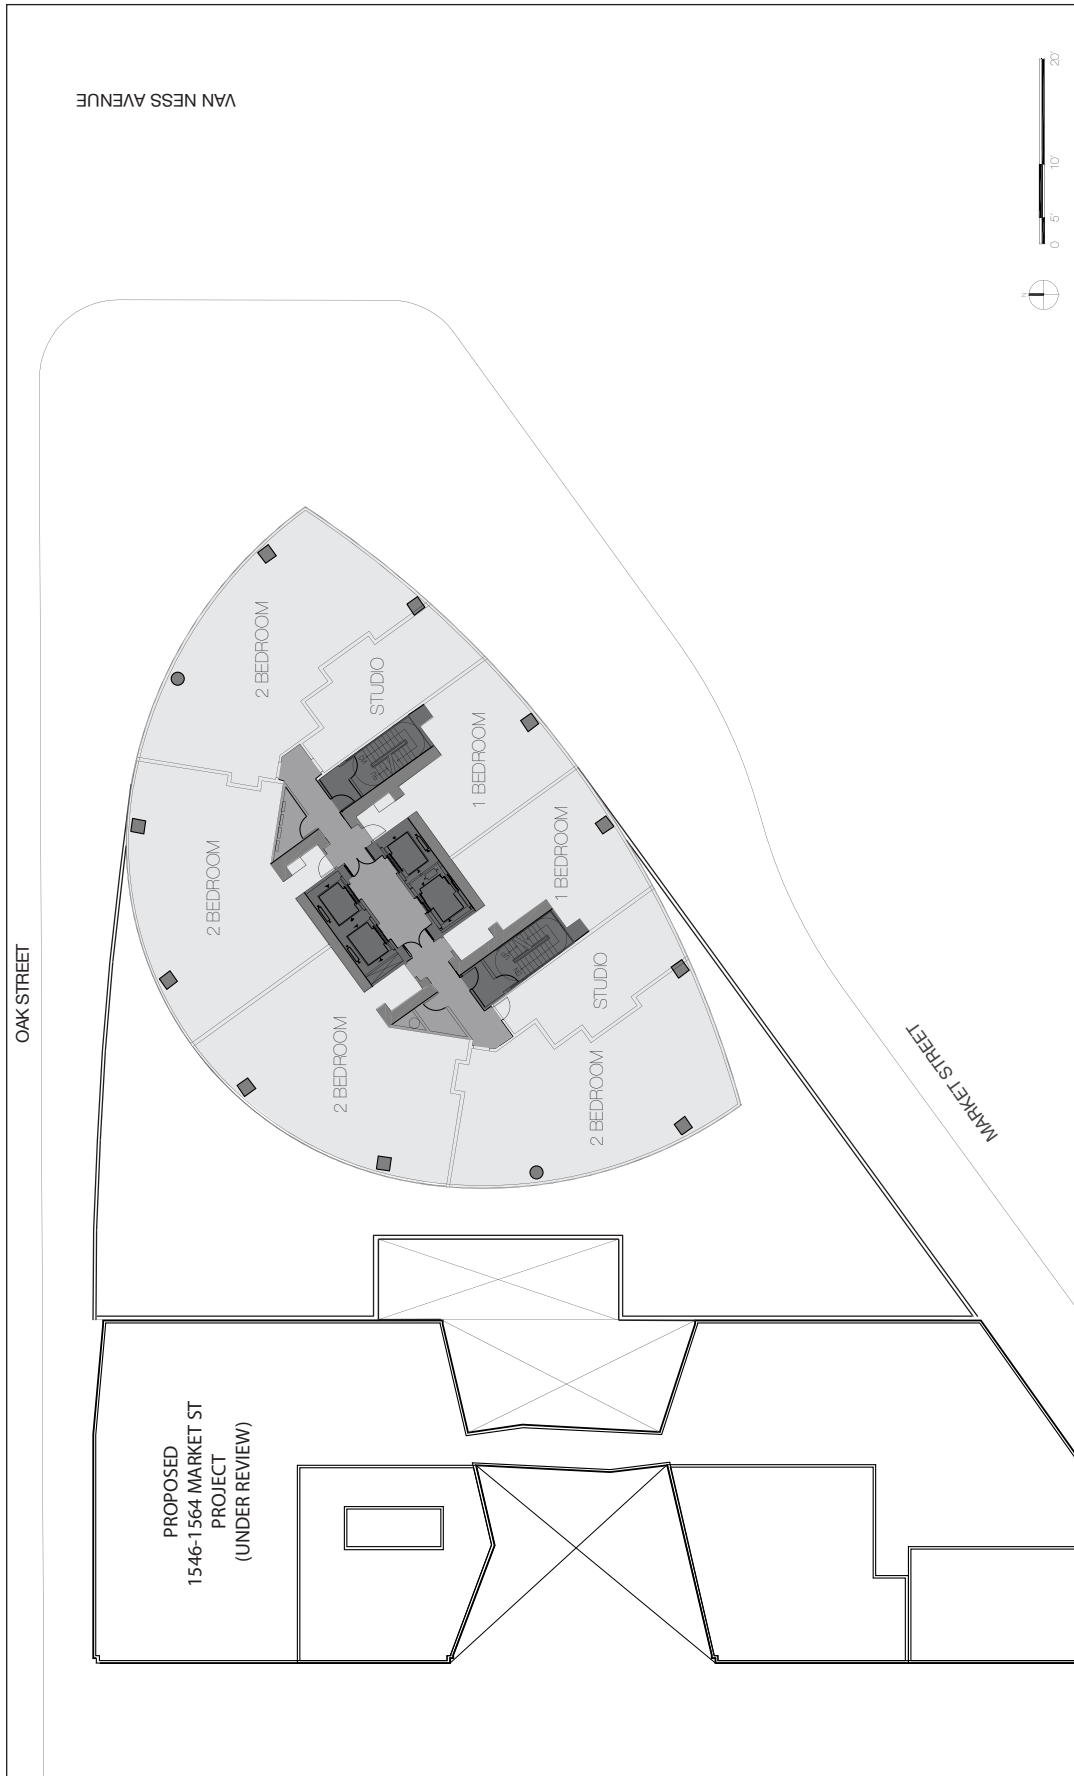 VAN NESS AVENUE
20'
10'
5'
0
N
2 BEDROOM
STUDIO
1 BEDROOM
2 BEDROOM
1 BEDROOM
OAK STREET
STUDIO
2 BEDROOM
2 BEDROOM
MARKET STREET
PROPOSED
1546-1564 MARKET ST
PROJECT
(UNDER REVIEW)